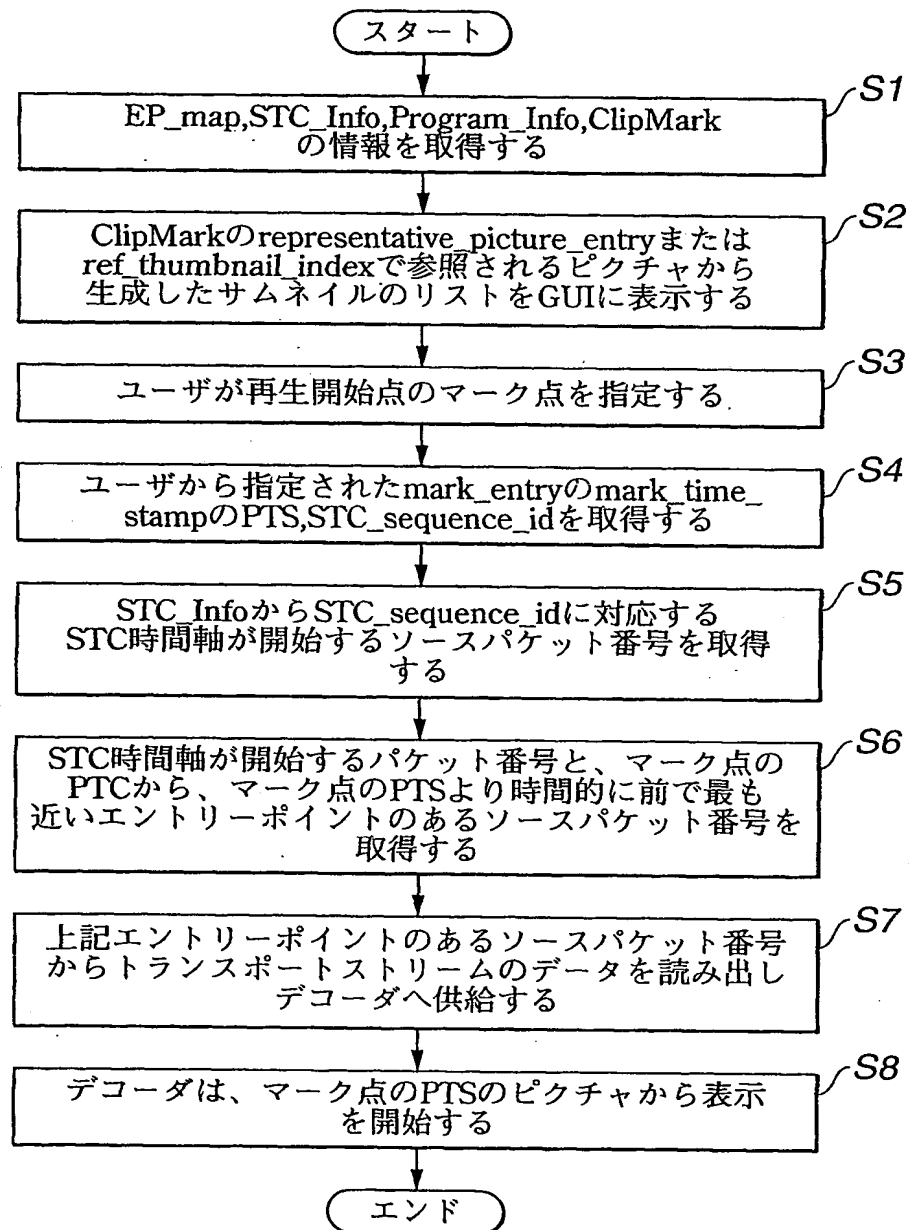 スタート
S1
EP_map,STC_Info,Program_Info,ClipMark
の情報を取得する
S2
ClipMarkのrepresentative_picture_entryまたは
ref_thumbnail_indexで参照されるピクチャから
生成したサムネイルのリストをGUIに表示する
S3
ユーザが再生開始点のマーク点を指定する
S4
ユーザから指定されたmark_entryのmark_time_
stampのPTS,STC_sequence_idを取得する
S5
STC_InfoからSTC_sequence_idに対応する
STC時間軸が開始するソースパケット番号を取得
する
S6
STC時間軸が開始するパケット番号と、マーク点の
PTCから、マーク点のPTSより時間的に前で最も
近いエントリーポイントのあるソースパケット番号を
取得する
S7
上記エントリーポイントのあるソースパケット番号
からトランスポートストリームのデータを読み出し
デコーダへ供給する
S8
デコーダは、マーク点のPTSのピクチャから表示
を開始する
エンド